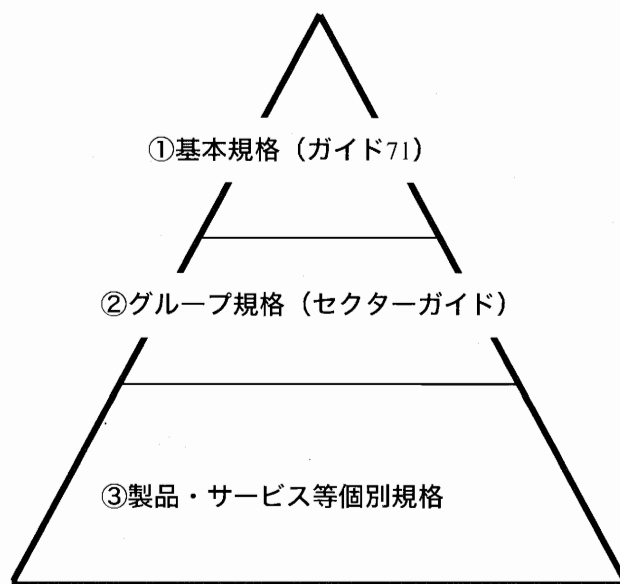 ①基本規格（ガイド71）
②グループ規格（セクターガイド）
③製品・サービス等個別規格